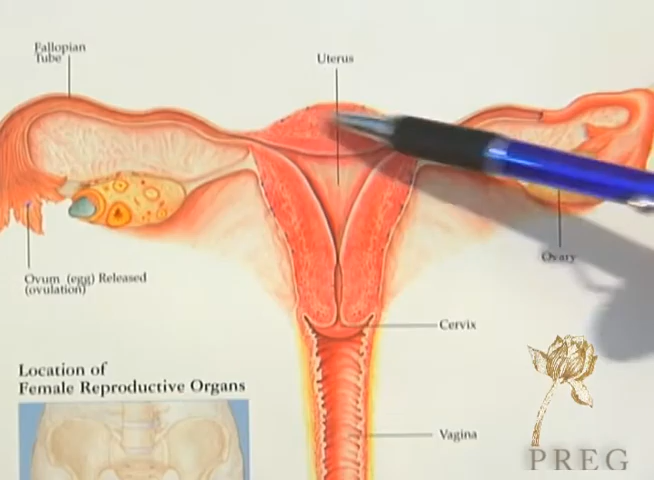 Fallopian
Tube
Uterus
Ovum (egg) Released
(ovulation)
Ovary
Cervix
Location of
Female Reproductive Organs
Vagina
PREG